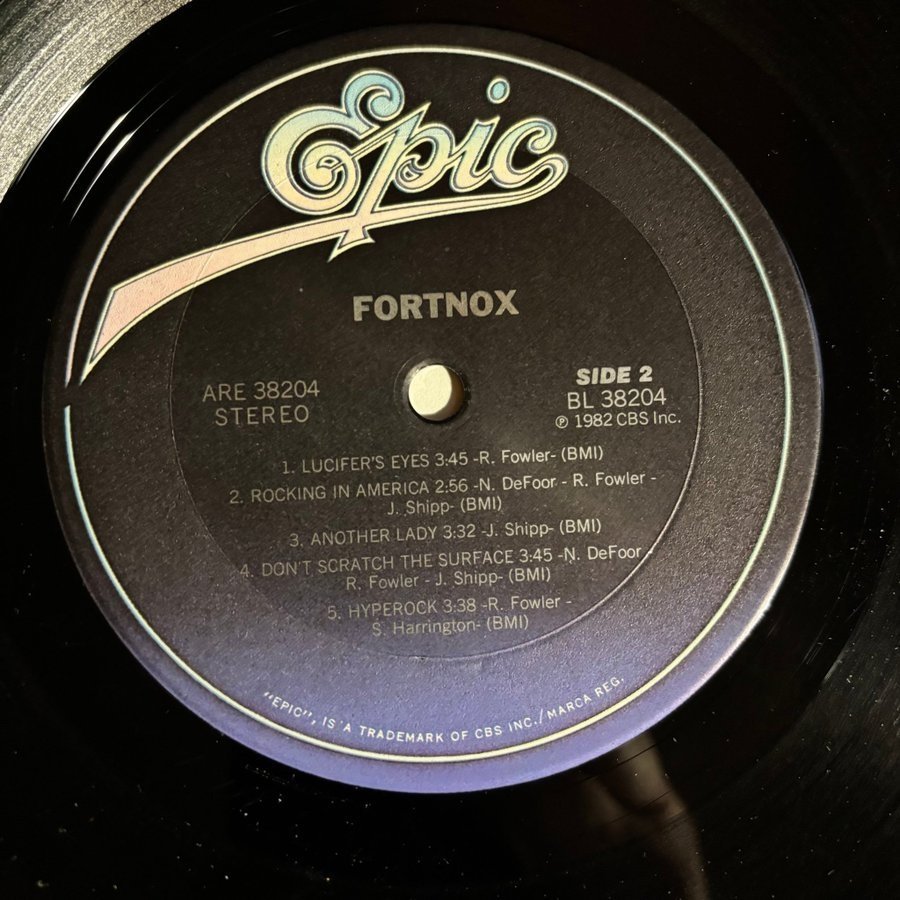 Epic
FORTNOX
ARE 38204
STEREO
SIDE 2
BL 38204
℗ 1982 CBS Inc.
1. LUCIFER'S EYES 3:45 -R. Fowler- (BMI)
2. ROCKING IN AMERICA 2:56 -N. DeFoor - R. Fowler -
J. Shipp- (BMI)
3. ANOTHER LADY 3:32 -J. Shipp- (BMI)
4. DON'T SCRATCH THE SURFACE 3:45 -N. DeFoor -
R. Fowler - J. Shipp- (BMI)
5. HYPEROCK 3:38 -R. Fowler -
S. Harrington- (BMI)
"EPIC", IS A TRADEMARK OF CBS INC./MARCA REG.